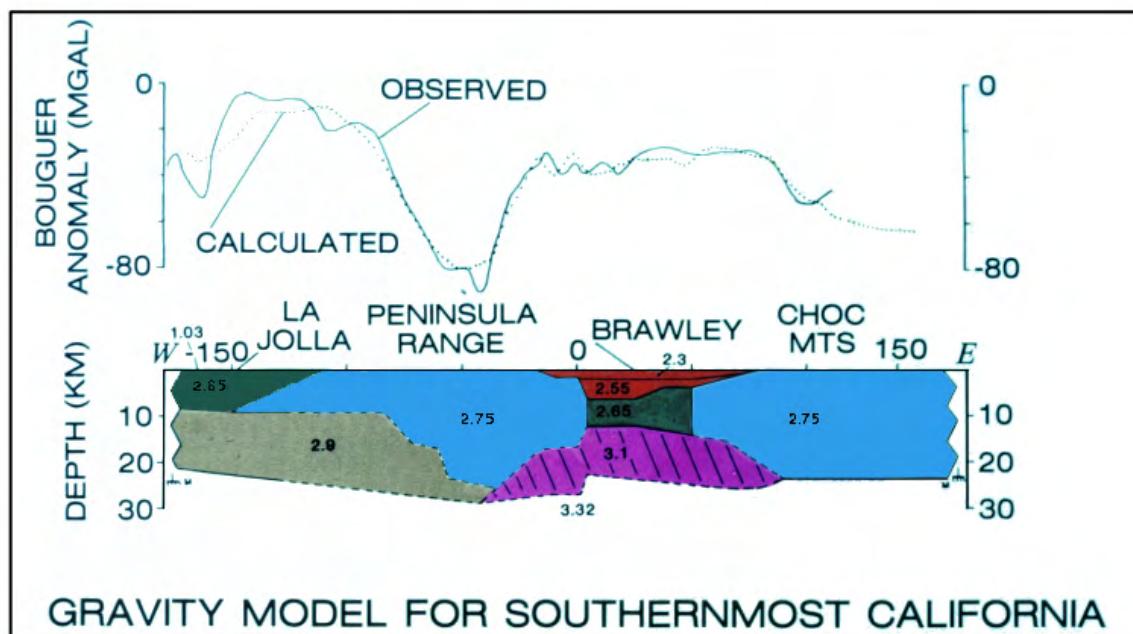 0
0
OBSERVED
BOUGUER
ANOMALY (MGAL)
CALCULATED
-80
-80
LA
JOLLA
PENINSULA
RANGE
BRAWLEY
CHOC
MTS
1.03
W -150
0
2.3
150 E
DEPTH (KM)
2.65
2.55
2.65
2.75
2.75
10
10
2.9
3.1
20
20
30
3.32
30
GRAVITY MODEL FOR SOUTHERNMOST CALIFORNIA